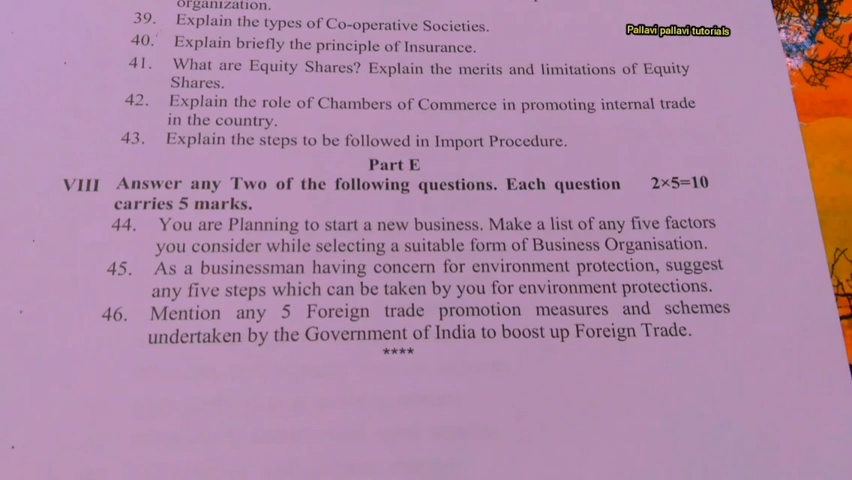 organization.
39. Explain the types of Co-operative Societies.
Pallavi pallavi tutorials
40. Explain briefly the principle of Insurance.
41. What are Equity Shares? Explain the merits and limitations of Equity
Shares.
42. Explain the role of Chambers of Commerce in promoting internal trade
in the country.
43. Explain the steps to be followed in Import Procedure.
Part E
VIII Answer any Two of the following questions. Each question 2×5=10
carries 5 marks.
44. You are Planning to start a new business. Make a list of any five factors
you consider while selecting a suitable form of Business Organisation.
45. As a businessman having concern for environment protection, suggest
any five steps which can be taken by you for environment protections.
46. Mention any 5 Foreign trade promotion measures and schemes
undertaken by the Government of India to boost up Foreign Trade.
****